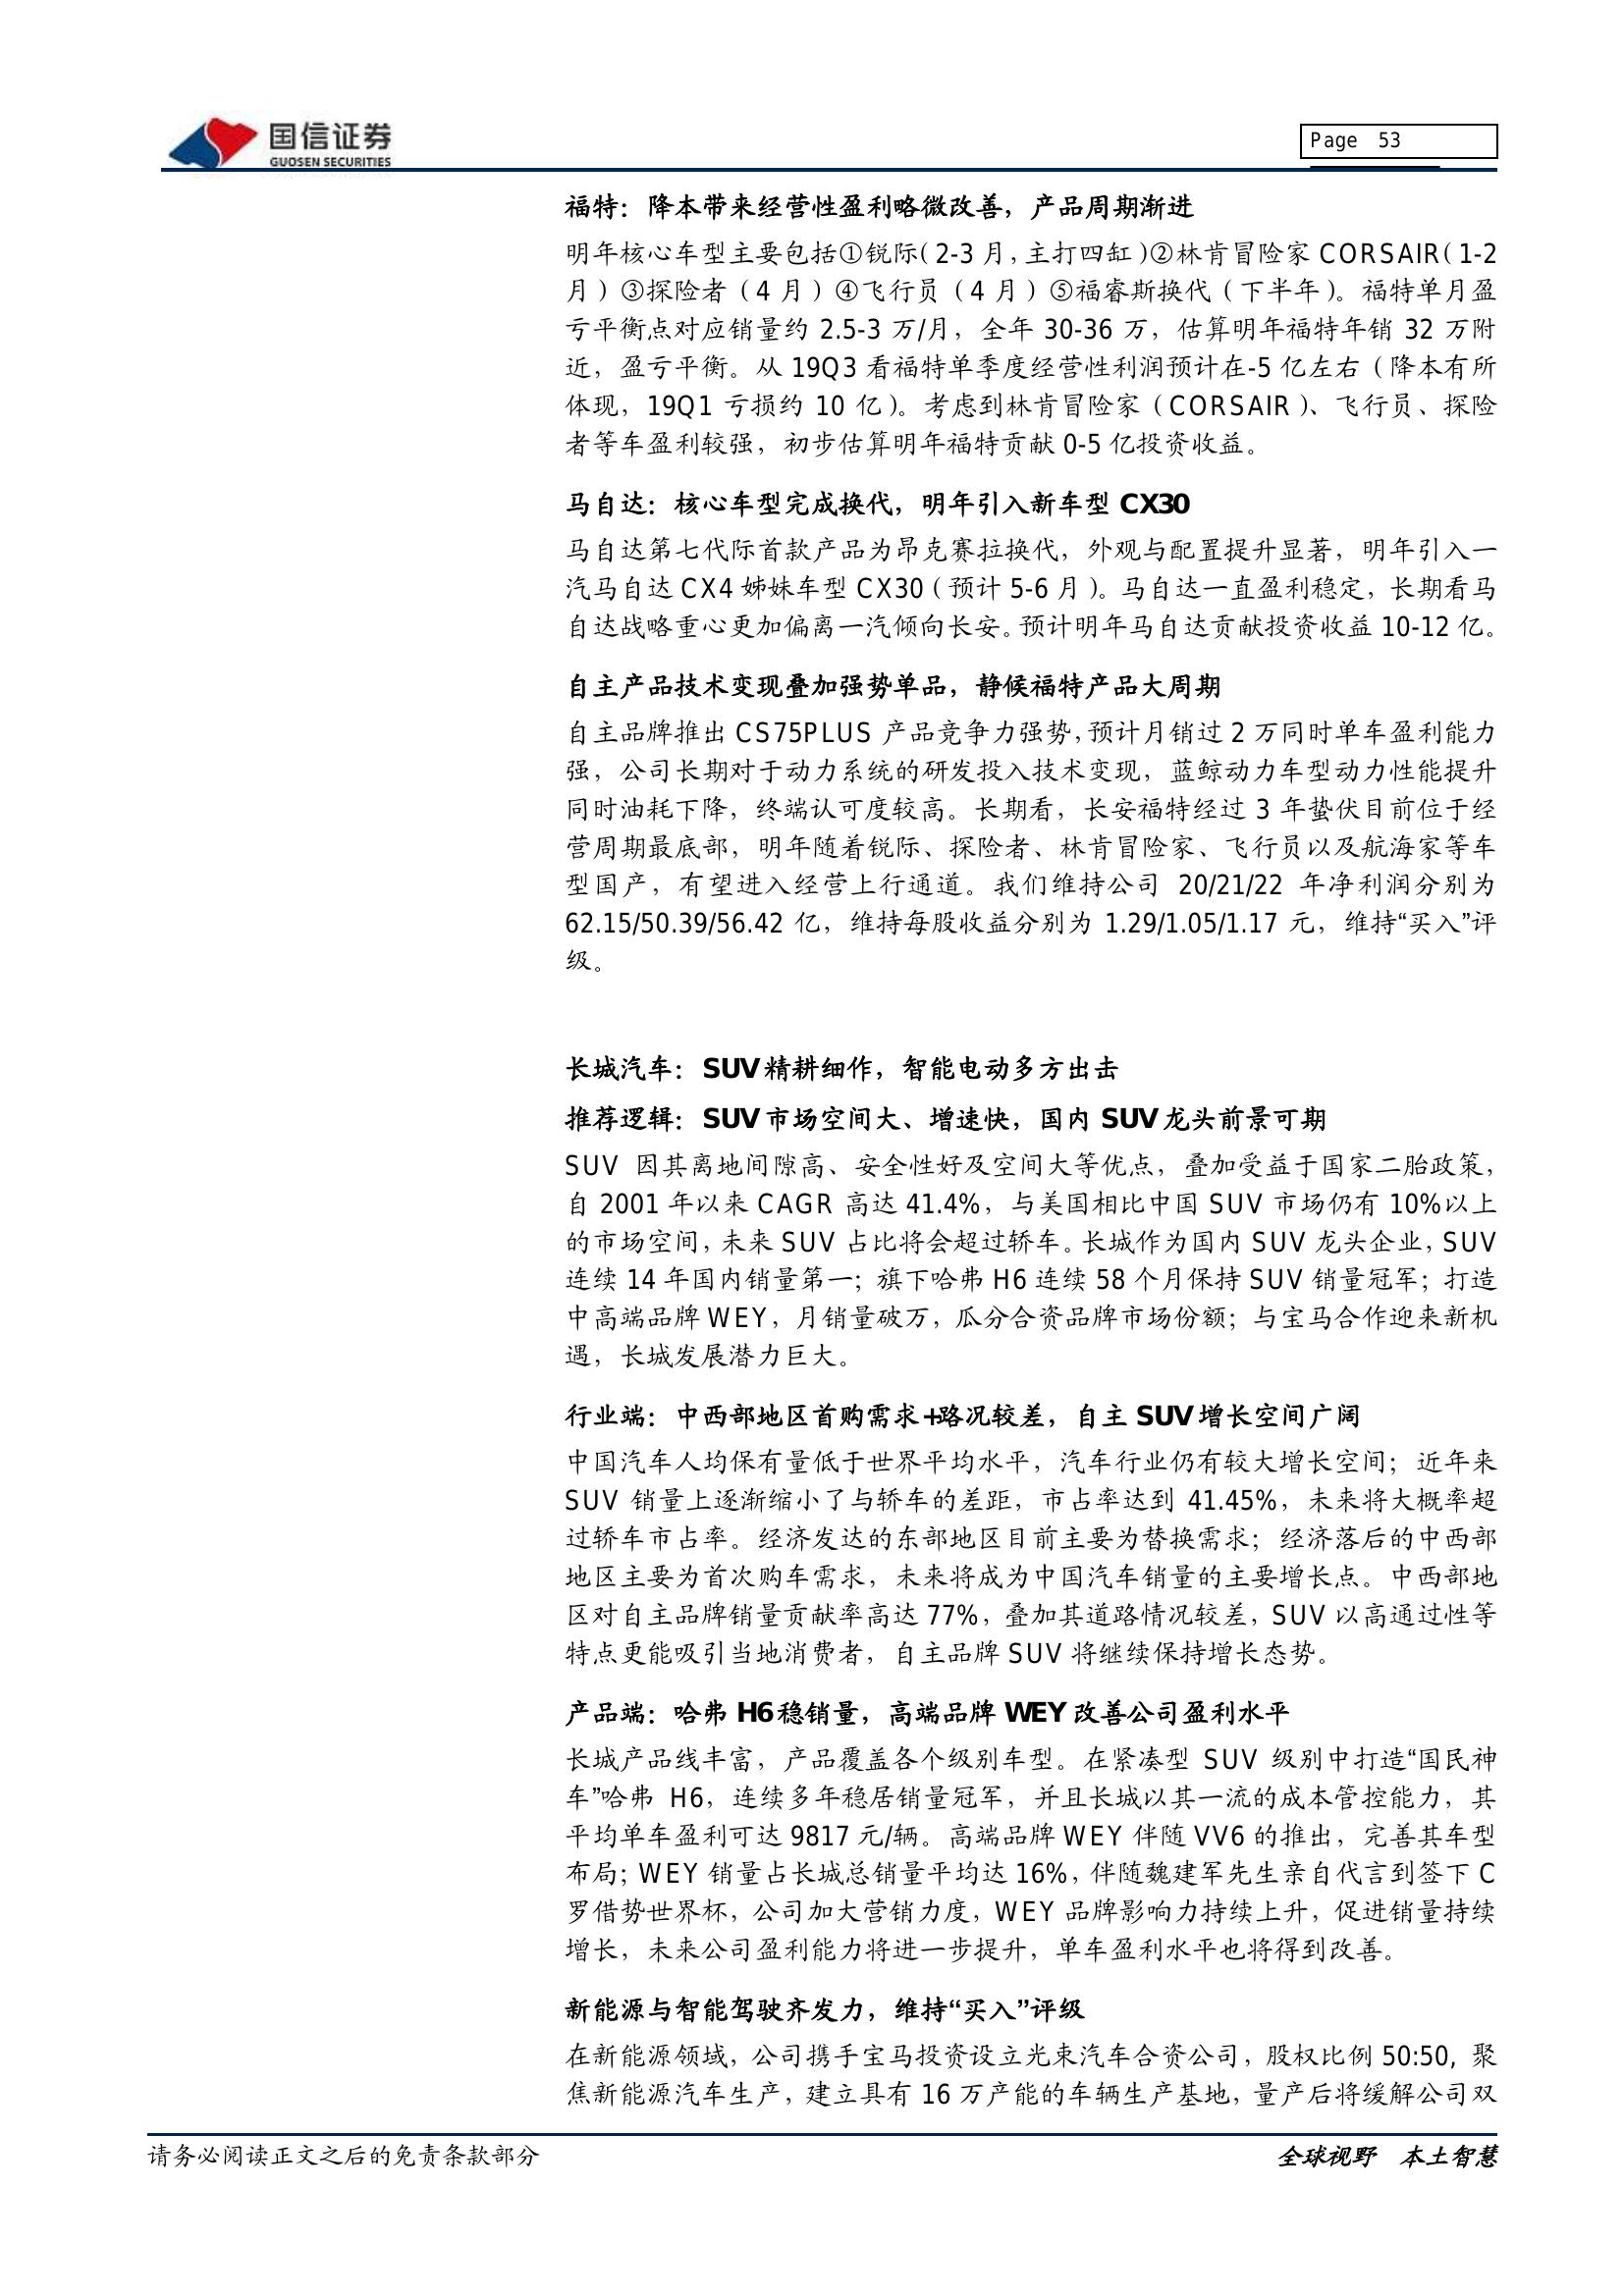 国信证券
GUOSEN SECURITIES
Page 53
福特：降本带来经营性盈利略微改善，产品周期渐进
明年核心车型主要包括①锐际（2-3 月，主打四缸）②林肯冒险家 CORSAIR（1-2
月）③探险者（4 月）④飞行员（4 月）⑤福睿斯换代（下半年）。福特单月盈
亏平衡点对应销量约 2.5-3 万/月，全年 30-36 万，估算明年福特年销 32 万附
近，盈亏平衡。从 19Q3 看福特单季度经营性利润预计在-5 亿左右（降本有所
体现，19Q1 亏损约 10 亿）。考虑到林肯冒险家（CORSAIR）、飞行员、探险
者等车盈利较强，初步估算明年福特贡献 0-5 亿投资收益。
马自达：核心车型完成换代，明年引入新车型 CX30
马自达第七代际首款产品为昂克赛拉换代，外观与配置提升显著，明年引入一
汽马自达 CX4 姊妹车型 CX30（预计 5-6 月）。马自达一直盈利稳定，长期看马
自达战略重心更加偏离一汽倾向长安。预计明年马自达贡献投资收益 10-12 亿。
自主产品技术变现叠加强势单品，静候福特产品大周期
自主品牌推出 CS75PLUS 产品竞争力强势，预计月销过 2 万同时单车盈利能力
强，公司长期对于动力系统的研发投入技术变现，蓝鲸动力车型动力性能提升
同时油耗下降，终端认可度较高。长期看，长安福特经过 3 年蛰伏目前位于经
营周期最底部，明年随着锐际、探险者、林肯冒险家、飞行员以及航海家等车
型国产，有望进入经营上行通道。我们维持公司 20/21/22 年净利润分别为
62.15/50.39/56.42 亿，维持每股收益分别为 1.29/1.05/1.17 元，维持“买入”评
级。
长城汽车：SUV 精耕细作，智能电动多方出击
推荐逻辑：SUV 市场空间大、增速快，国内 SUV 龙头前景可期
SUV 因其离地间隙高、安全性好及空间大等优点，叠加受益于国家二胎政策，
自 2001 年以来 CAGR 高达 41.4%，与美国相比中国 SUV 市场仍有 10%以上
的市场空间，未来 SUV 占比将会超过轿车。长城作为国内 SUV 龙头企业，SUV
连续 14 年国内销量第一；旗下哈弗 H6 连续 58 个月保持 SUV 销量冠军；打造
中高端品牌 WEY，月销量破万，瓜分合资品牌市场份额；与宝马合作迎来新机
遇，长城发展潜力巨大。
行业端：中西部地区首购需求+路况较差，自主 SUV 增长空间广阔
中国汽车人均保有量低于世界平均水平，汽车行业仍有较大增长空间；近年来
SUV 销量上逐渐缩小了与轿车的差距，市占率达到 41.45%，未来将大概率超
过轿车市占率。经济发达的东部地区目前主要为替换需求；经济落后的中西部
地区主要为首次购车需求，未来将成为中国汽车销量的主要增长点。中西部地
区对自主品牌销量贡献率高达 77%，叠加其道路情况较差，SUV 以高通过性等
特点更能吸引当地消费者，自主品牌 SUV 将继续保持增长态势。
产品端：哈弗 H6 稳销量，高端品牌 WEY 改善公司盈利水平
长城产品线丰富，产品覆盖各个级别车型。在紧凑型 SUV 级别中打造“国民神
车”哈弗 H6，连续多年稳居销量冠军，并且长城以其一流的成本管控能力，其
平均单车盈利可达 9817 元/辆。高端品牌 WEY 伴随 VV6 的推出，完善其车型
布局；WEY 销量占长城总销量平均达 16%，伴随魏建军先生亲自代言到签下 C
罗借势世界杯，公司加大营销力度，WEY 品牌影响力持续上升，促进销量持续
增长，未来公司盈利能力将进一步提升，单车盈利水平也将得到改善。
新能源与智能驾驶齐发力，维持“买入”评级
在新能源领域，公司携手宝马投资设立光束汽车合资公司，股权比例 50:50，聚
焦新能源汽车生产，建立具有 16 万产能的车辆生产基地，量产后将缓解公司双
请务必阅读正文之后的免责条款部分
全球视野 本土智慧